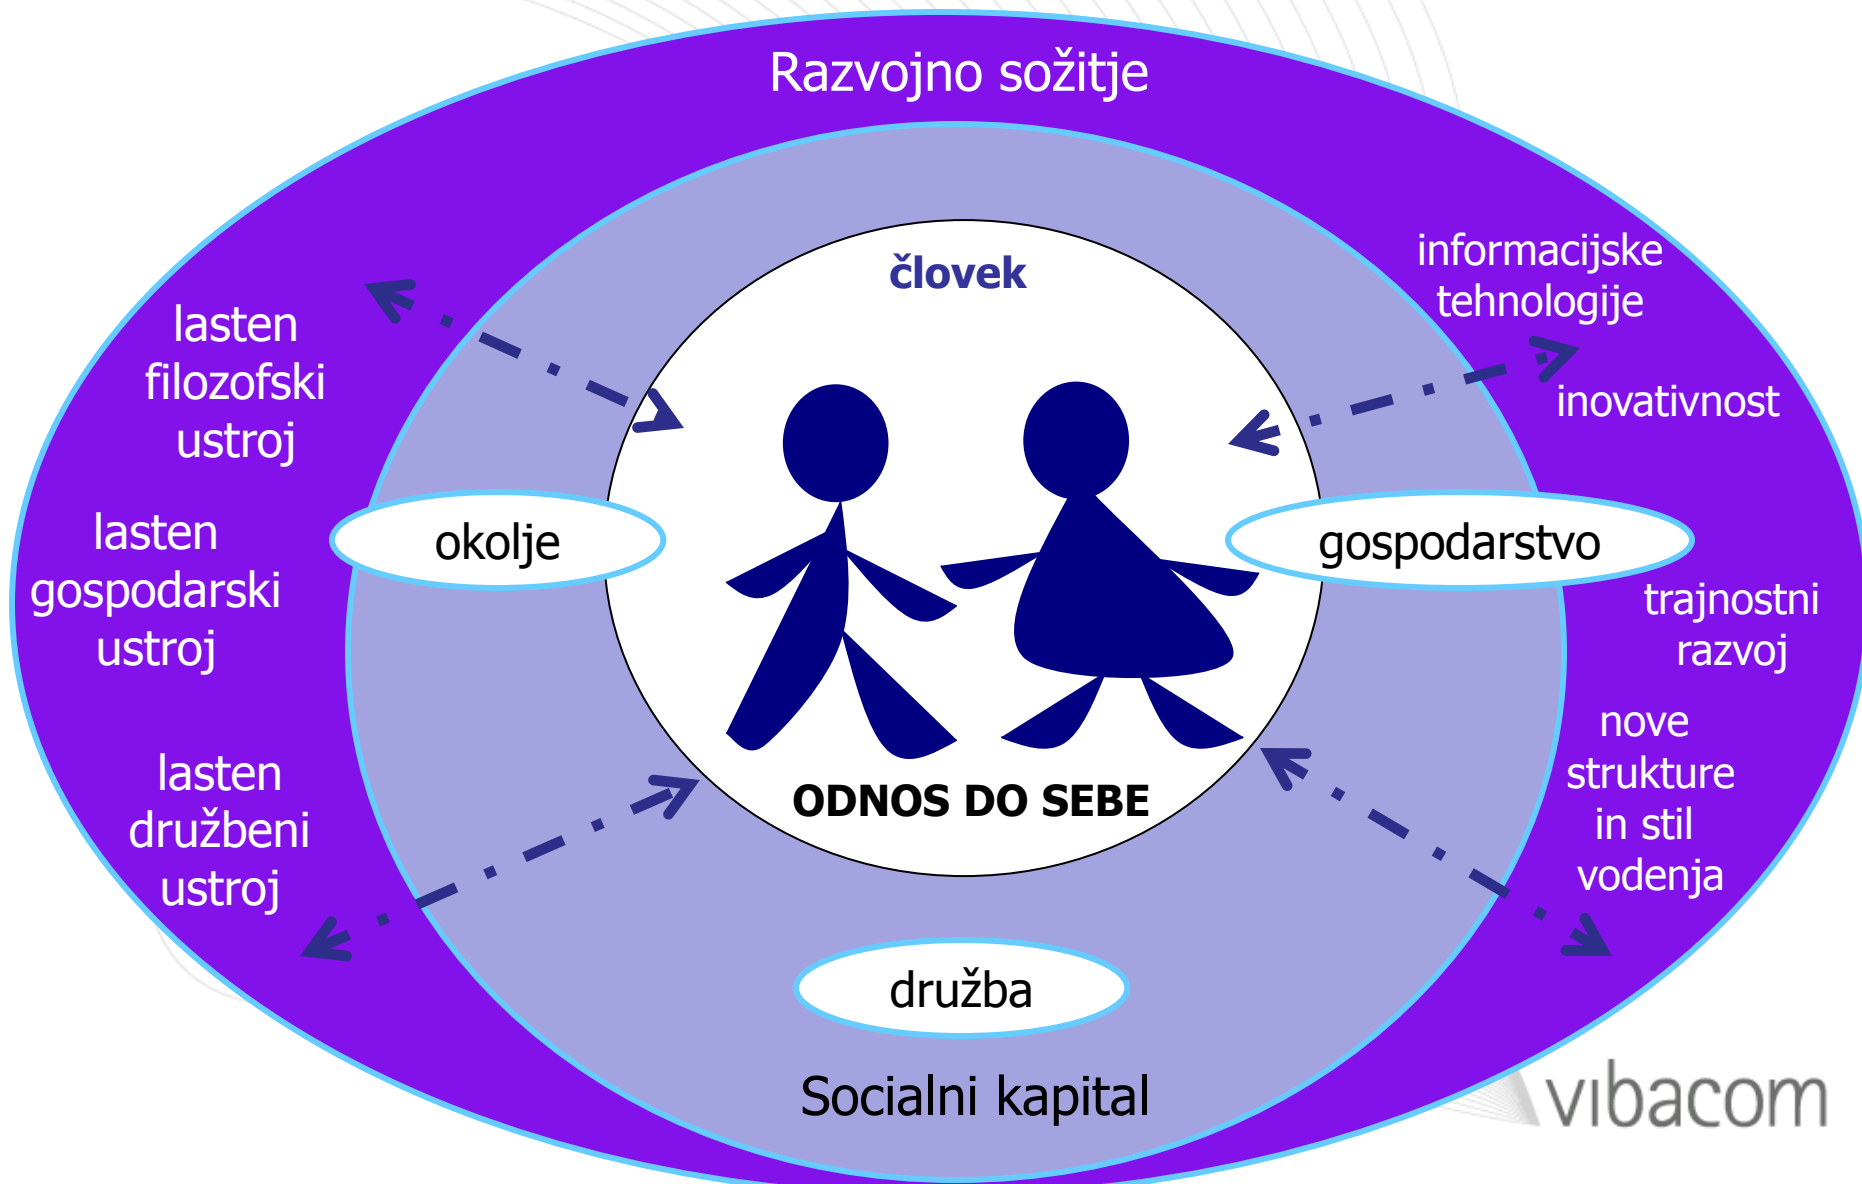 Razvojno sožitje
človek
informacijske
tehnologije
inovativnost
lasten
filozofski
ustroj
okolje
gospodarstvo
lasten
gospodarski
ustroj
trajnostni
razvoj
nove
strukture
in stil
vodenja
lasten
družbeni
ustroj
ODNOS DO SEBE
družba
Socialni kapital
vibacom